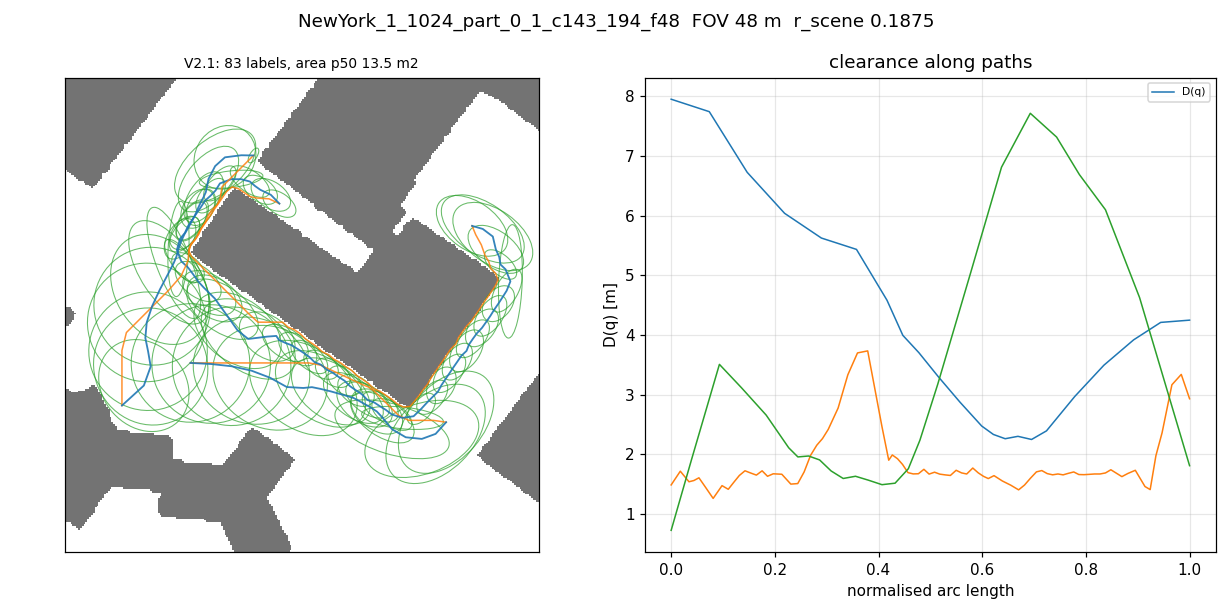 NewYork_1_1024_part_0_1_c143_194_f48  FOV 48 m  r_scene 0.1875
V2.1: 83 labels, area p50 13.5 m2
clearance along paths
D(q)
8
7
6
5
4
3
2
1
D(q) [m]
0.0 0.2 0.4 0.6 0.8 1.0
normalised arc length